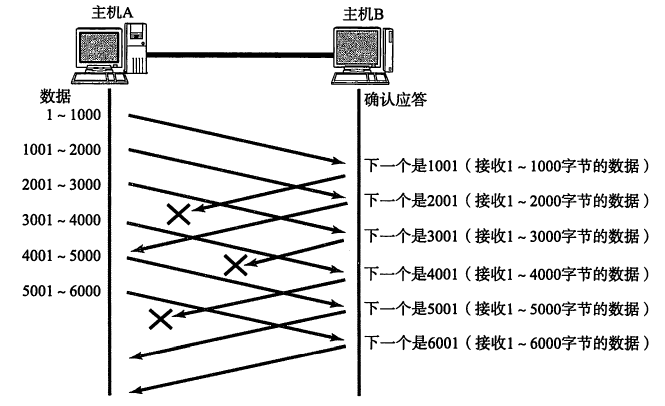 主机A
主机B
数据
确认应答
1～1000
1001～2000
2001～3000
3001～4000
4001～5000
5001～6000
下一个是1001（接收1～1000字节的数据）
下一个是2001（接收1～2000字节的数据）
下一个是3001（接收1～3000字节的数据）
下一个是4001（接收1～4000字节的数据）
下一个是5001（接收1～5000字节的数据）
下一个是6001（接收1～6000字节的数据）